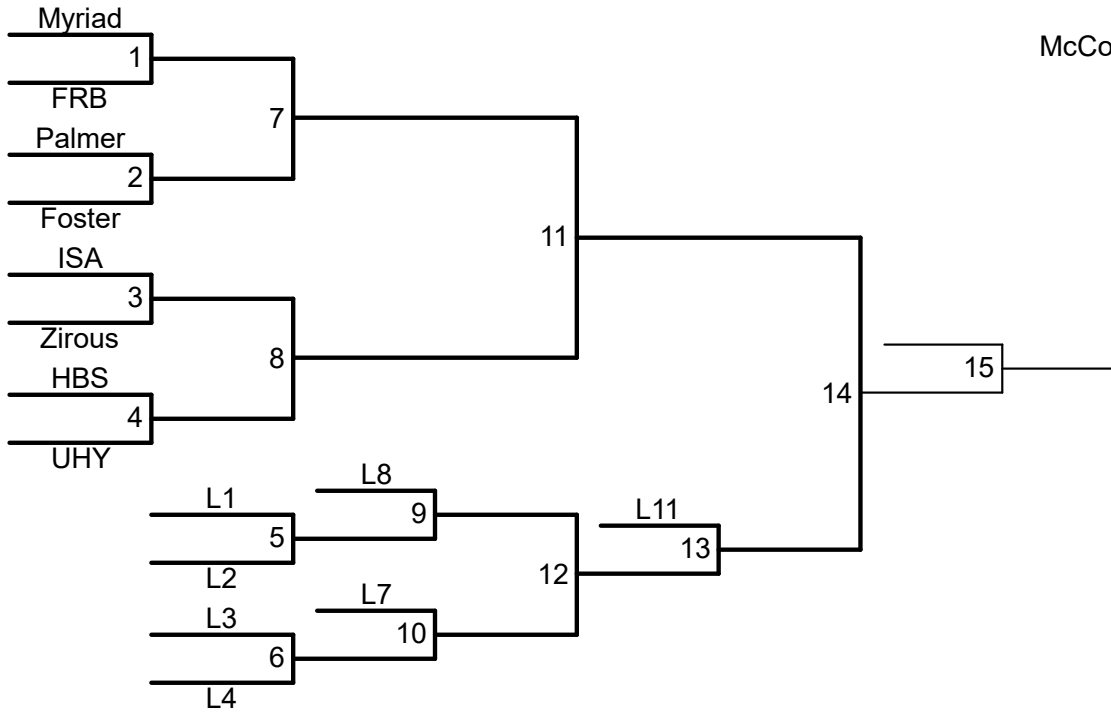 Myriad
McCo
1
FRB
7
Palmer
2
Foster
11
ISA
3
Zirous
8
HBS
15
14
4
UHY
L8
L1
9
L11
5
13
L2
12
L7
L3
10
6
L4